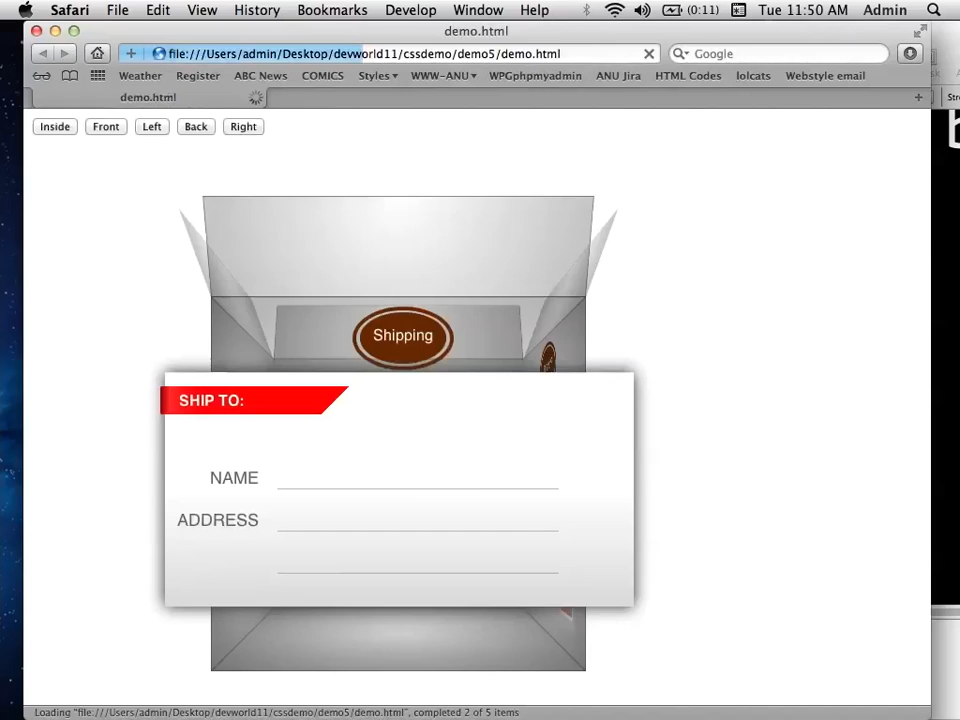 Safari File Edit View History Bookmarks Develop Window Help (0:11) Tue 11:50 AM Admin
demo.html
file:///Users/admin/Desktop/devworld11/cssdemo/demo5/demo.html Google
Weather Register ABC News COMICS Styles WWW-ANU WPGphpmyadmin ANU Jira HTML Codes lolcats Webstyle email
demo.html
Inside Front Left Back Right
Shipping
SHIP TO:
NAME
ADDRESS
Loading "file:///Users/admin/Desktop/devworld11/cssdemo/demo5/demo.html", completed 2 of 5 items